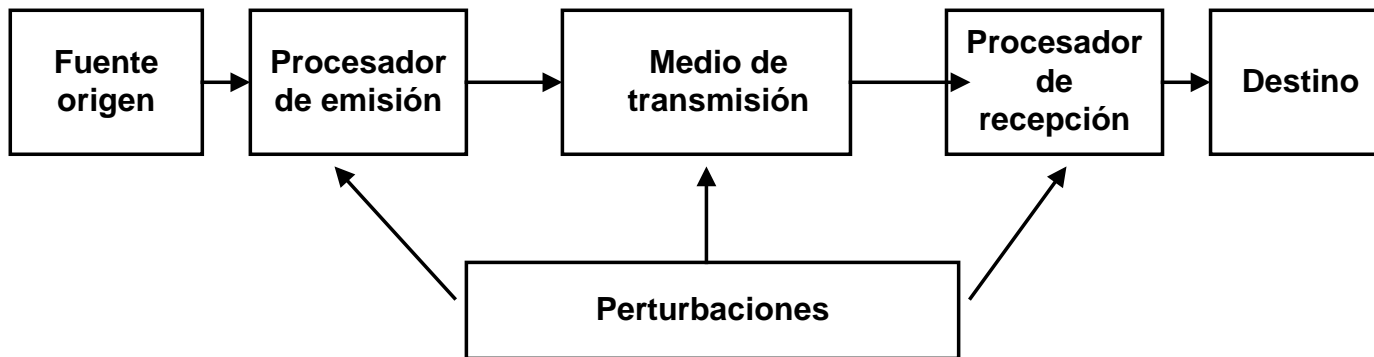 Fuente
origen
Procesador
de emisión
Medio de
transmisión
Procesador
de
recepción
Destino
Perturbaciones